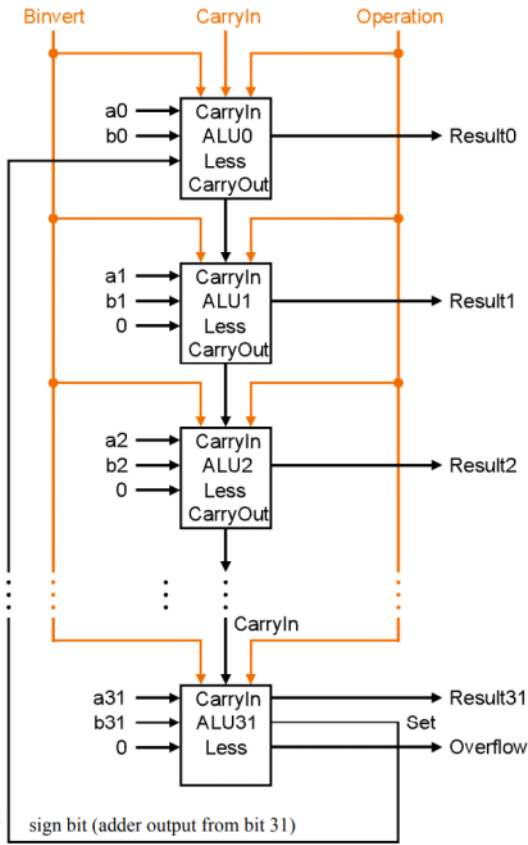 Binvert CarryIn Operation
a0 CarryIn
b0 ALU0 Result0
Less
CarryOut
a1 CarryIn
b1 ALU1 Result1
0 Less
CarryOut
a2 CarryIn
b2 ALU2 Result2
0 Less
CarryOut
CarryIn
a31 CarryIn Result31
b31 ALU31 Set
0 Less Overflow
sign bit (adder output from bit 31)